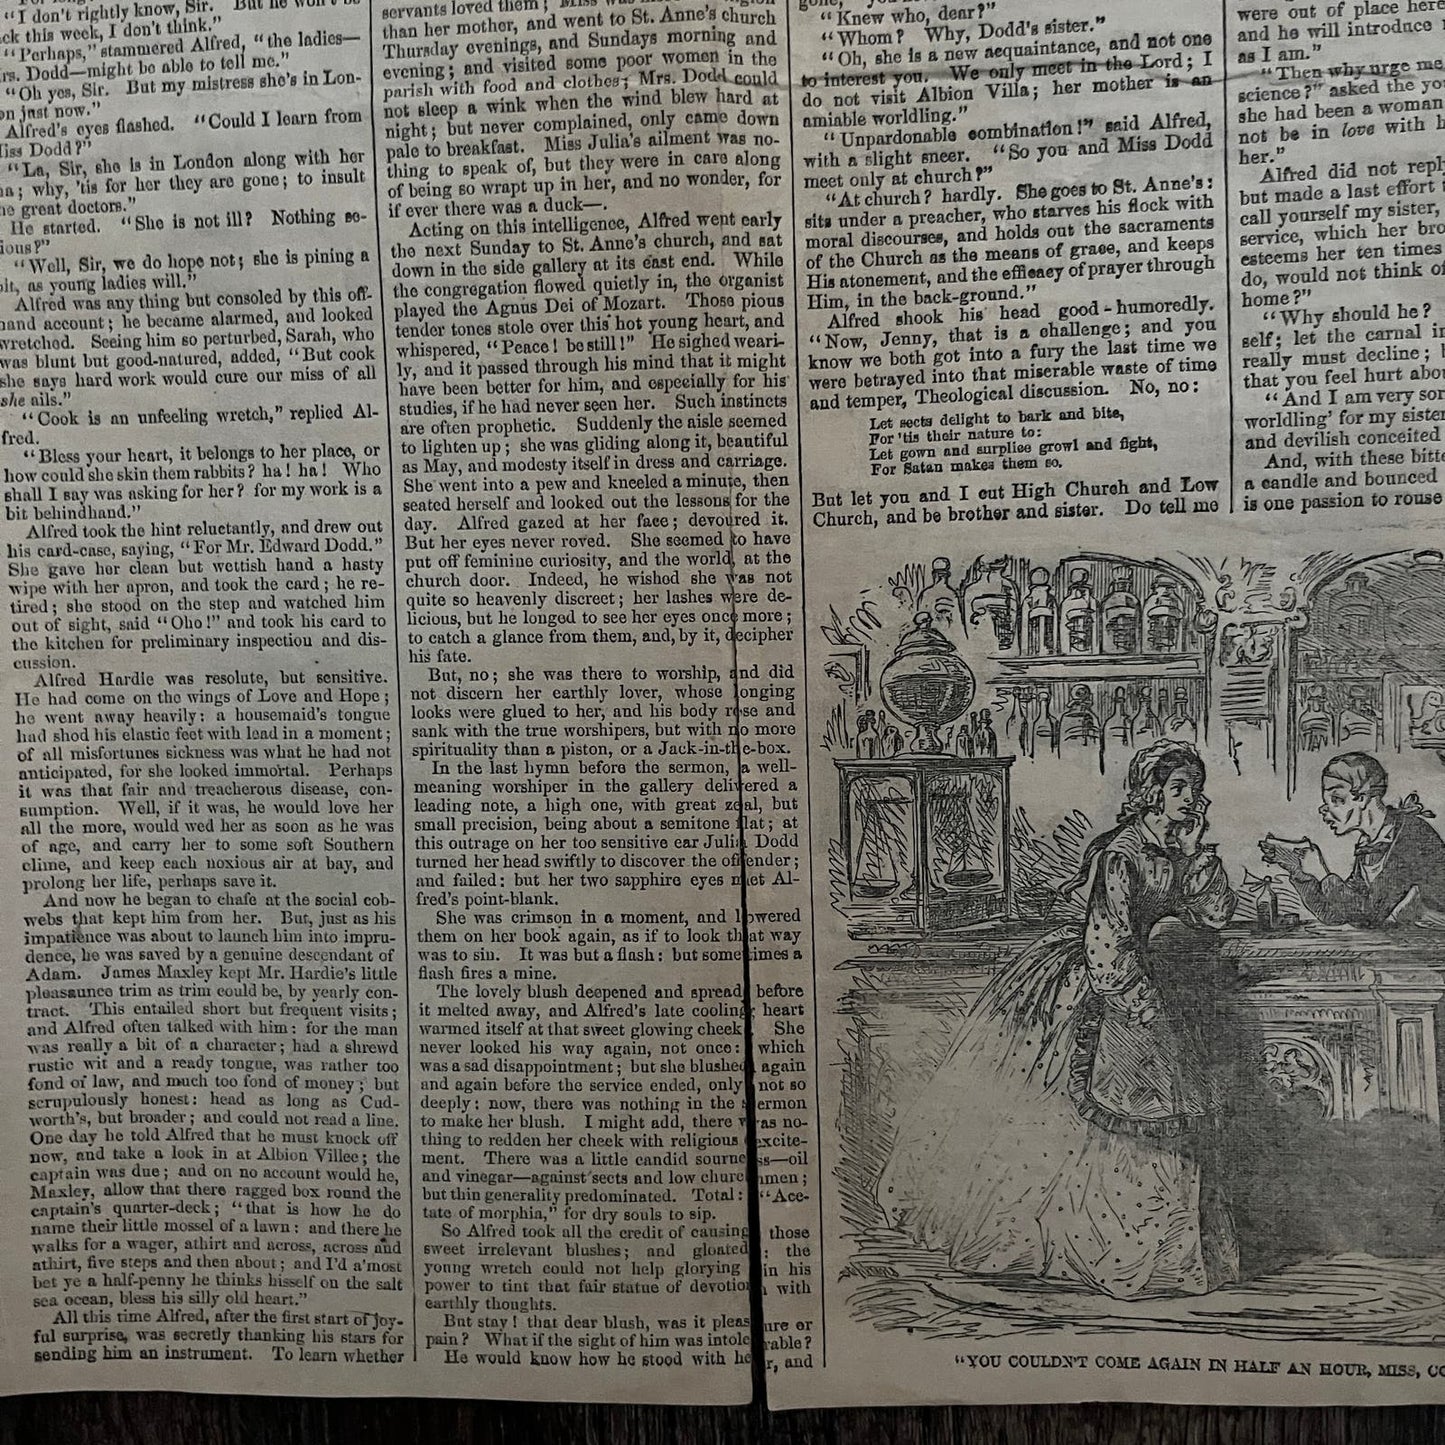 "I don't rightly know, Sir. But he won't be
ck this week, I don't think."
"Perhaps," stammered Alfred, "the ladies—
rs. Dodd—might be able to tell me."
"Oh yes, Sir. But my mistress she's in Lon-
on just now."
Alfred's eyes flashed. "Could I learn from
liss Dodd?"
"La, Sir, she is in London along with her
a; why, 'tis for her they are gone; to insult
he great doctors."
He started. "She is not ill? Nothing se-
ious?"
"Well, Sir, we do hope not; she is pining a
bit, as young ladies will."
Alfred was any thing but consoled by this off-
hand account; he became alarmed, and looked
wretched. Seeing him so perturbed, Sarah, who
was blunt but good-natured, added, "But cook
she says hard work would cure our miss of all
she ails."
"Cook is an unfeeling wretch," replied Al-
fred.
"Bless your heart, it belongs to her place, or
how could she skin them rabbits? ha! ha! Who
shall I say was asking for her? for my work is a
bit behindhand."
Alfred took the hint reluctantly, and drew out
his card-case, saying, "For Mr. Edward Dodd."
She gave her clean but wettish hand a hasty
wipe with her apron, and took the card; he re-
tired; she stood on the step and watched him
out of sight, said "Oho!" and took his card to
the kitchen for preliminary inspection and dis-
cussion.
Alfred Hardie was resolute, but sensitive.
He had come on the wings of Love and Hope;
he went away heavily: a housemaid's tongue
had shod his elastic feet with lead in a moment;
of all misfortunes sickness was what he had not
anticipated, for she looked immortal. Perhaps
it was that fair and treacherous disease, con-
sumption. Well, if it was, he would love her
all the more, would wed her as soon as he was
of age, and carry her to some soft Southern
clime, and keep each noxious air at bay, and
prolong her life, perhaps save it.
And now he began to chafe at the social cob-
webs that kept him from her. But, just as his
impatience was about to launch him into impru-
dence, he was saved by a genuine descendant of
Adam. James Maxley kept Mr. Hardie's little
pleasaunce trim as trim could be, by yearly con-
tract. This entailed short but frequent visits;
and Alfred often talked with him: for the man
was really a bit of a character; had a shrewd
rustic wit and a ready tongue, was rather too
fond of law, and much too fond of money; but
scrupulously honest: head as long as Cud-
worth's, but broader; and could not read a line.
One day he told Alfred that he must knock off
now, and take a look in at Albion Villee; the
captain was due; and on no account would he,
Maxley, allow that there ragged box round the
captain's quarter-deck; "that is how he do
name their little mossel of a lawn: and there he
walks for a wager, athirt and across, across and
athirt, five steps and then about; and I'd a'most
bet ye a half-penny he thinks hisself on the salt
sea ocean, bless his silly old heart."
All this time Alfred, after the first start of joy-
ful surprise, was secretly thanking his stars for
sending him an instrument. To learn whether
servants loved them; Miss was
than her mother, and went to St. Anne's church
Thursday evenings, and Sundays morning and
evening; and visited some poor women in the
parish with food and clothes; Mrs. Dodd could
not sleep a wink when the wind blew hard at
night; but never complained, only came down
pale to breakfast. Miss Julia's ailment was no-
thing to speak of, but they were in care along
of being so wrapt up in her, and no wonder, for
if ever there was a duck—.
Acting on this intelligence, Alfred went early
the next Sunday to St. Anne's church, and sat
down in the side gallery at its east end. While
the congregation flowed quietly in, the organist
played the Agnus Dei of Mozart. Those pious
tender tones stole over this hot young heart, and
whispered, "Peace! be still!" He sighed weari-
ly, and it passed through his mind that it might
have been better for him, and especially for his
studies, if he had never seen her. Such instincts
are often prophetic. Suddenly the aisle seemed
to lighten up; she was gliding along it, beautiful
as May, and modesty itself in dress and carriage.
She went into a pew and kneeled a minute, then
seated herself and looked out the lessons for the
day. Alfred gazed at her face; devoured it.
But her eyes never roved. She seemed to have
put off feminine curiosity, and the world, at the
church door. Indeed, he wished she was not
quite so heavenly discreet; her lashes were de-
licious, but he longed to see her eyes once more;
to catch a glance from them, and, by it, decipher
his fate.
But, no; she was there to worship, and did
not discern her earthly lover, whose longing
looks were glued to her, and his body rose and
sank with the true worshipers, but with no more
spirituality than a piston, or a Jack-in-the-box.
In the last hymn before the sermon, a well-
meaning worshiper in the gallery delivered a
leading note, a high one, with great zeal, but
small precision, being about a semitone flat; at
this outrage on her too sensitive ear Julia Dodd
turned her head swiftly to discover the offender;
and failed: but her two sapphire eyes met Al-
fred's point-blank.
She was crimson in a moment, and lowered
them on her book again, as if to look that way
was to sin. It was but a flash: but sometimes a
flash fires a mine.
The lovely blush deepened and spread before
it melted away, and Alfred's late cooling heart
warmed itself at that sweet glowing cheek. She
never looked his way again, not once: which
was a sad disappointment; but she blushed again
and again before the service ended, only not so
deeply: now, there was nothing in the sermon
to make her blush. I might add, there was no-
thing to redden her cheek with religious excite-
ment. There was a little candid sourness—oil
and vinegar—against sects and low churchmen;
but thin generality predominated. Total: "Ace-
tate of morphia," for dry souls to sip.
So Alfred took all the credit of causing those
sweet irrelevant blushes; and gloated: the
young wretch could not help glorying in his
power to tint that fair statue of devotion with
earthly thoughts.
But stay! that dear blush, was it pleasure or
pain? What if the sight of him was intolerable?
He would know how he stood with her, and
"Knew who, dear?"
"Whom? Why, Dodd's sister."
"Oh, she is a new acquaintance, and not one
to interest you. We only meet in the Lord; I
do not visit Albion Villa; her mother is an
amiable worldling."
"Unpardonable combination!" said Alfred,
with a slight sneer. "So you and Miss Dodd
meet only at church?"
"At church? hardly. She goes to St. Anne's:
sits under a preacher, who starves his flock with
moral discourses, and holds out the sacraments
of the Church as the means of grace, and keeps
His atonement, and the efficacy of prayer through
Him, in the back-ground."
Alfred shook his head good-humoredly.
"Now, Jenny, that is a challenge; and you
know we both got into a fury the last time we
were betrayed into that miserable waste of time
and temper, Theological discussion. No, no:
Let sects delight to bark and bite,
For 'tis their nature to:
Let gown and surplice growl and fight,
For Satan makes them so.
But let you and I cut High Church and Low
Church, and be brother and sister. Do tell me
were out of place here
and he will introduce
as I am."
"Then why urge me
science?" asked the yo
she had been a woman
not be in love with h
her."
Alfred did not reply
but made a last effort
call yourself my sister,
service, which her bro
esteems her ten times
do, would not think of
home?"
"Why should he?
self; let the carnal in
really must decline;
that you feel hurt abou
"And I am very sor
worldling' for my sister
and devilish conceited
And, with these bitte
a candle and bounced
is one passion to rouse
"YOU COULDN'T COME AGAIN IN HALF AN HOUR, MISS, CO